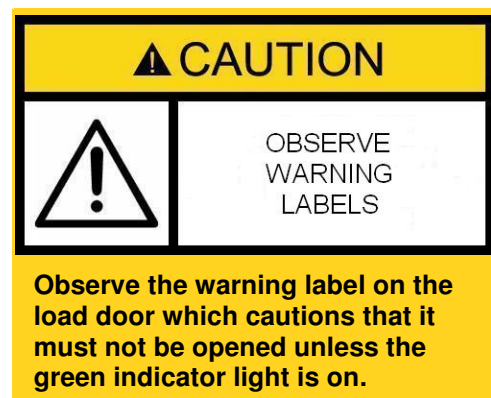 CAUTION
OBSERVE
WARNING
LABELS
Observe the warning label on the
load door which cautions that it
must not be opened unless the
green indicator light is on.